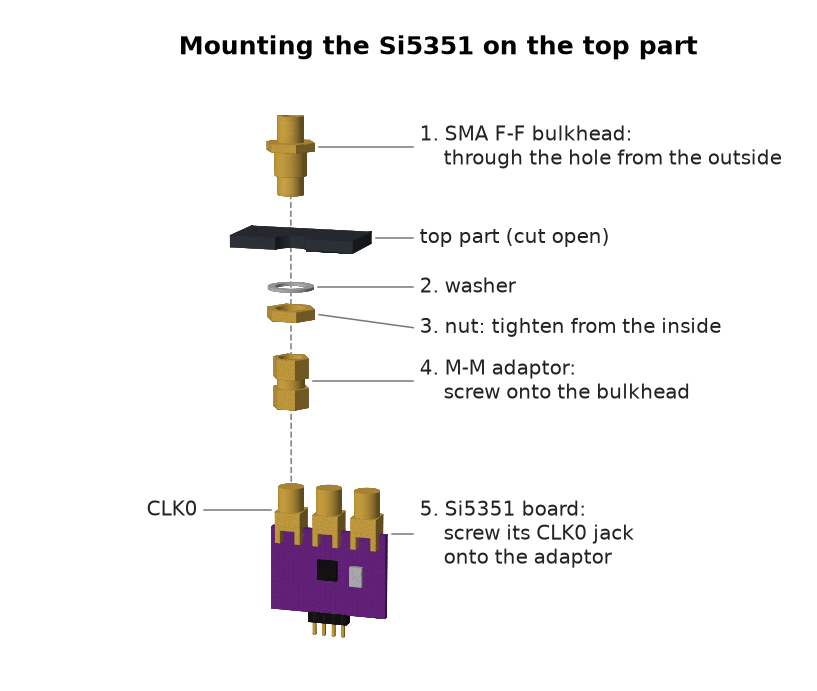 Mounting the Si5351 on the top part
1. SMA F-F bulkhead:
through the hole from the outside
top part (cut open)
2. washer
3. nut: tighten from the inside
4. M-M adaptor:
screw onto the bulkhead
CLK0
5. Si5351 board:
screw its CLK0 jack
onto the adaptor